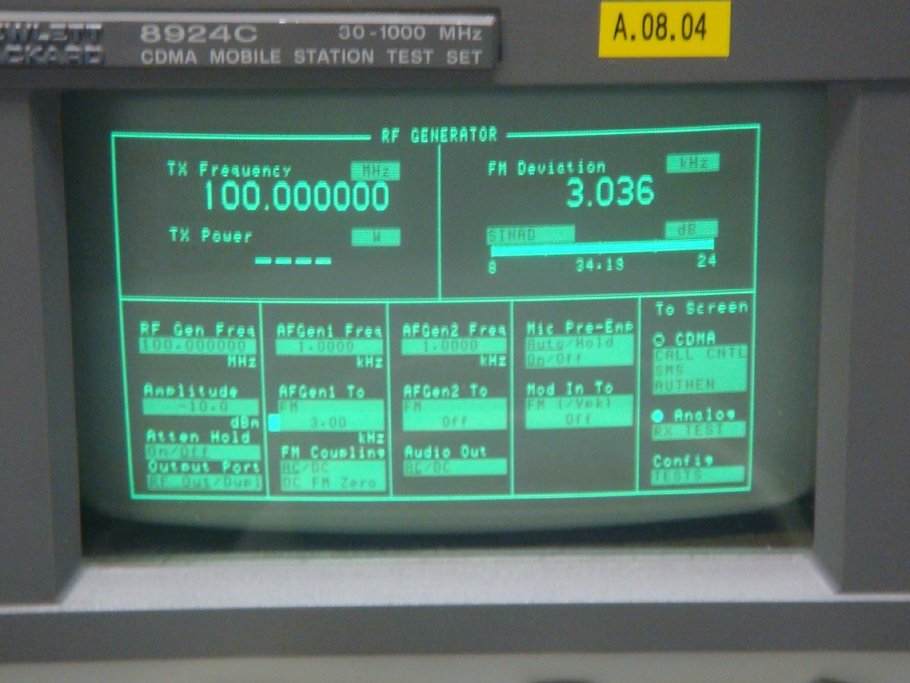 HEWLETT
PACKARD
8924C
30-1000 MHz
CDMA MOBILE STATION TEST SET
A.08.04
RF GENERATOR
TX Frequency MHz
100.000000
TX Power W
----
FM Deviation kHz
3.036
SINAD dB
8 34.13 24
RF Gen Freq
100.000000
MHz
Amplitude
-10.0
dBm
Atten Hold
On/Off
Output Port
RF Out/Dupl
AFGen1 Freq
1.0000
kHz
AFGen1 To
FM
3.00
kHz
FM Coupling
AC/DC
DC FM Zero
AFGen2 Freq
1.0000
kHz
AFGen2 To
FM
Off
Audio Out
AC/DC
Mic Pre-Emp
Auto/Hold
On/Off
Mod In To
FM (/Vpk)
Off
To Screen
CDMA
CALL CNTL
SMS
AUTHEN
Analog
RX TEST
Config
TESTS